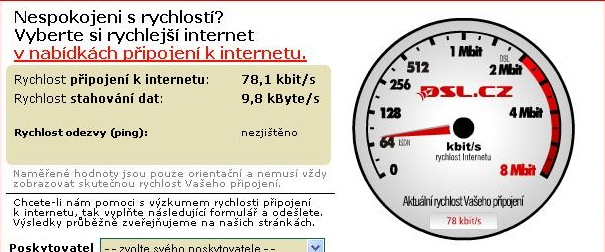 Nespokojeni s rychlostí?
Vyberte si rychlejší internet
v nabídkách připojení k internetu.
Rychlost připojení k internetu: 78,1 kbit/s
Rychlost stahování dat: 9,8 kByte/s
Rychlost odezvy (ping): nezjištěno
Naměřené hodnoty jsou pouze orientační a nemusí vždy
zobrazovat skutečnou rychlost Vašeho připojení.
Chcete-li nám pomoci s výzkumem rychlosti připojení
k internetu, tak vyplňte následující formulář a odešlete.
Výsledky průběžně zveřejňujeme na našich stránkách.
Poskytovatel -- zvolte svého poskytovatele --
0
64 ISDN
128
256
512
1 Mbit
DSL
2 Mbit
4 Mbit
8 Mbit
DSL.CZ
kbit/s
rychlost Internetu
Aktuální rychlost Vašeho připojení
78 kbit/s